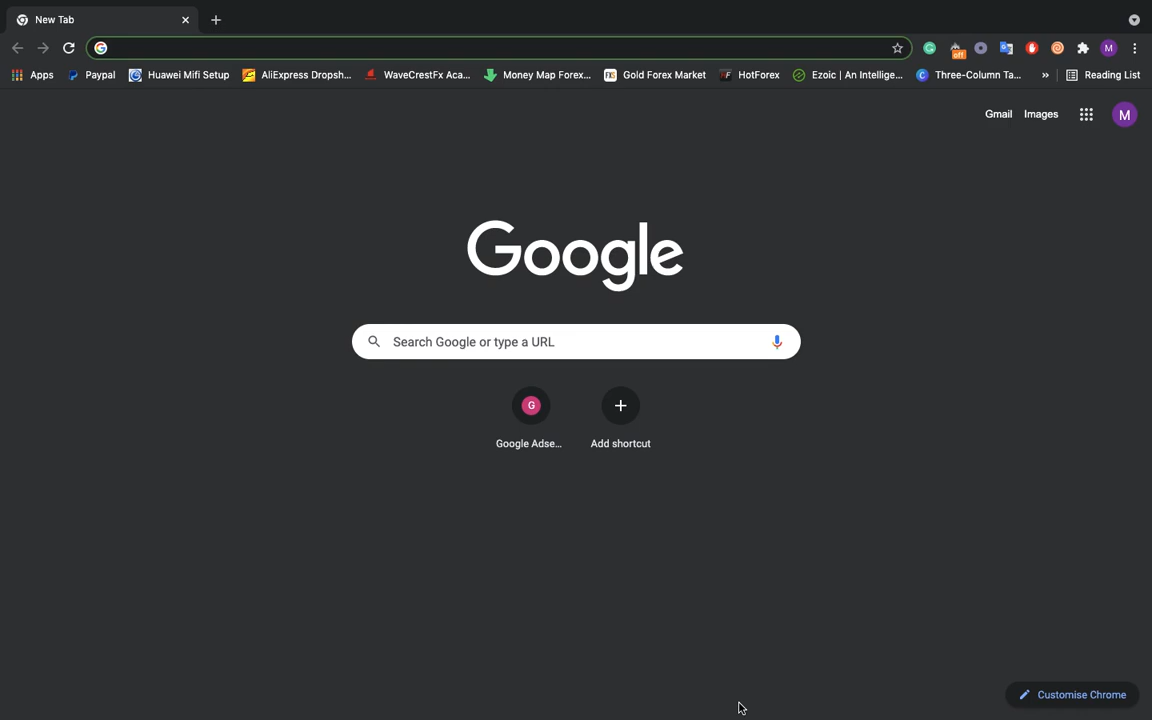 New Tab
off
M
Apps Paypal Huawei Mifi Setup AliExpress Dropsh... WaveCrestFx Aca... Money Map Forex... Gold Forex Market HotForex Ezoic | An Intellige... Three-Column Ta... » Reading List
Gmail Images M
Google
Search Google or type a URL
G
Google Adse... Add shortcut
Customise Chrome